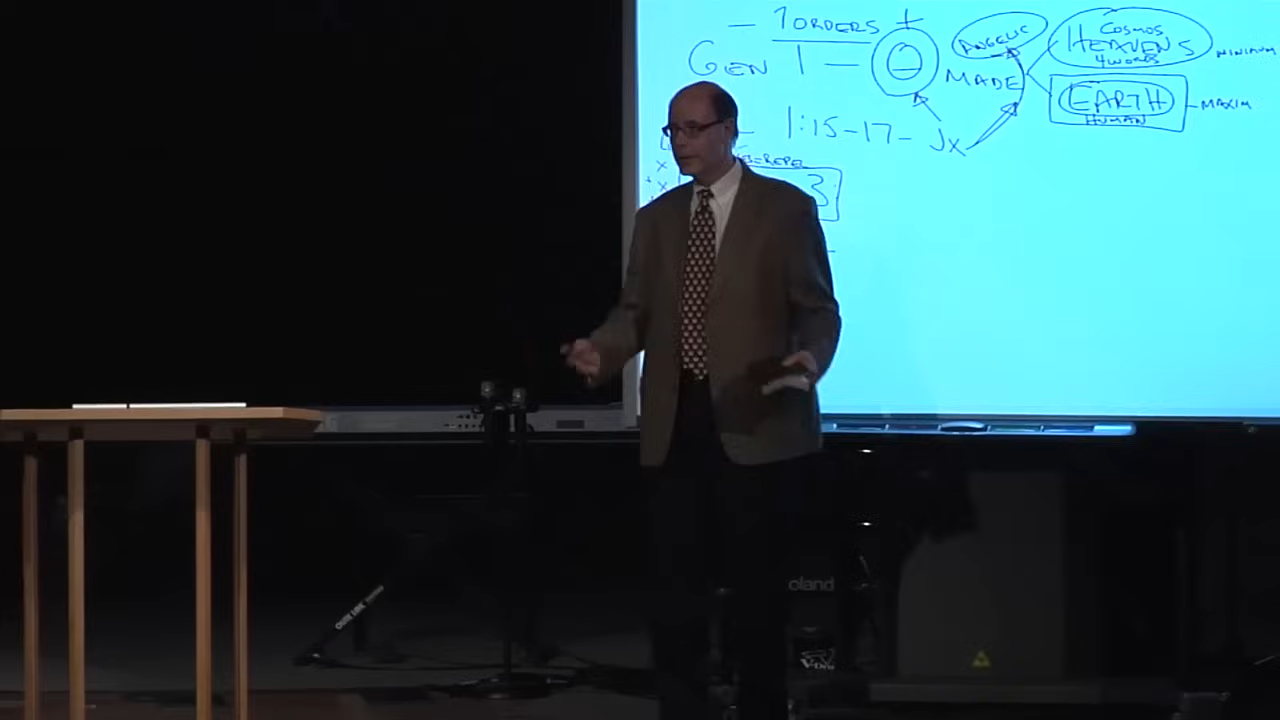 — 7 ORDERS +
GEN 1 — Θ MADE
ANGELIC
COSMOS
HEAVENS
4 WORDS
MINIMUM
EARTH
HUMAN
MAXIM
1:15-17- JX
3
oland